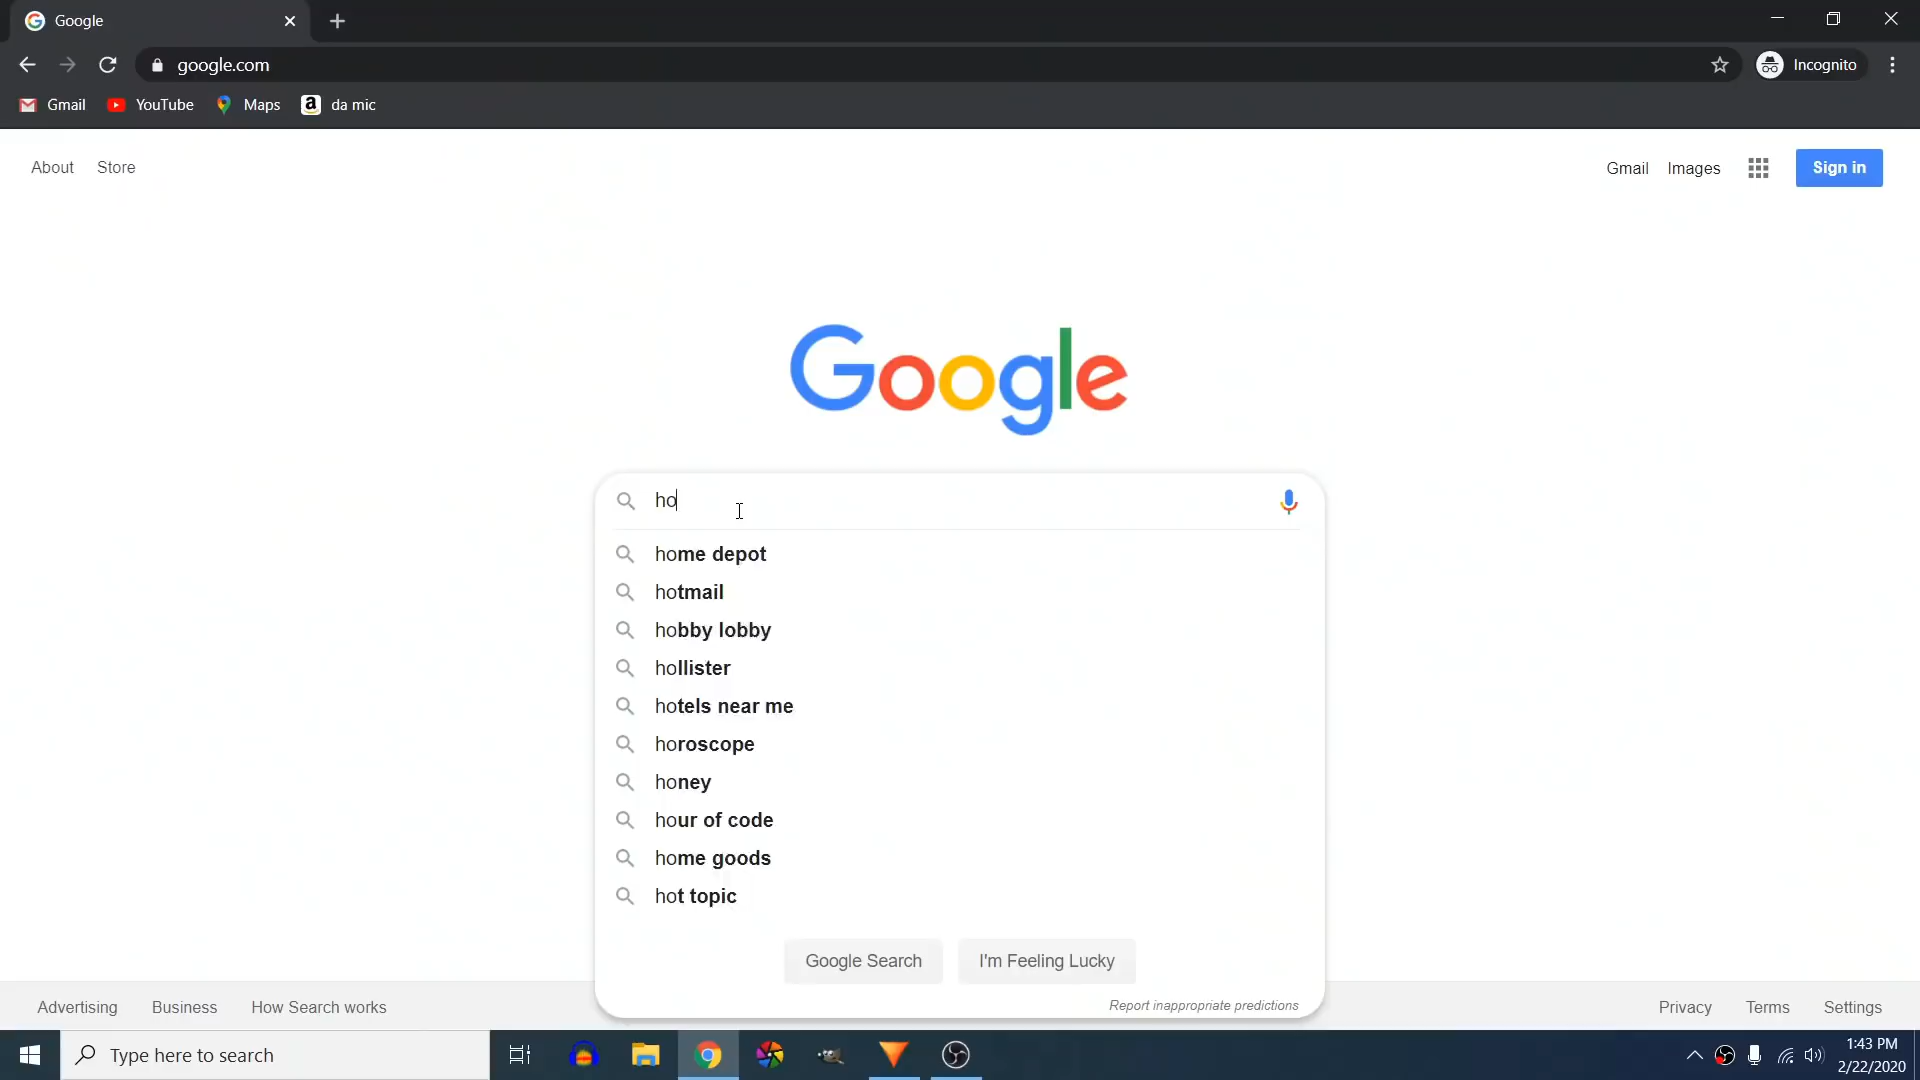 Google
google.com
Incognito
Gmail
YouTube
Maps
a
da mic
About
Store
Gmail
Images
Sign in
Google
ho
home depot
hotmail
hobby lobby
hollister
hotels near me
horoscope
honey
hour of code
home goods
hot topic
Google Search
I'm Feeling Lucky
Report inappropriate predictions
Advertising
Business
How Search works
Privacy
Terms
Settings
Type here to search
1:43 PM
2/22/2020